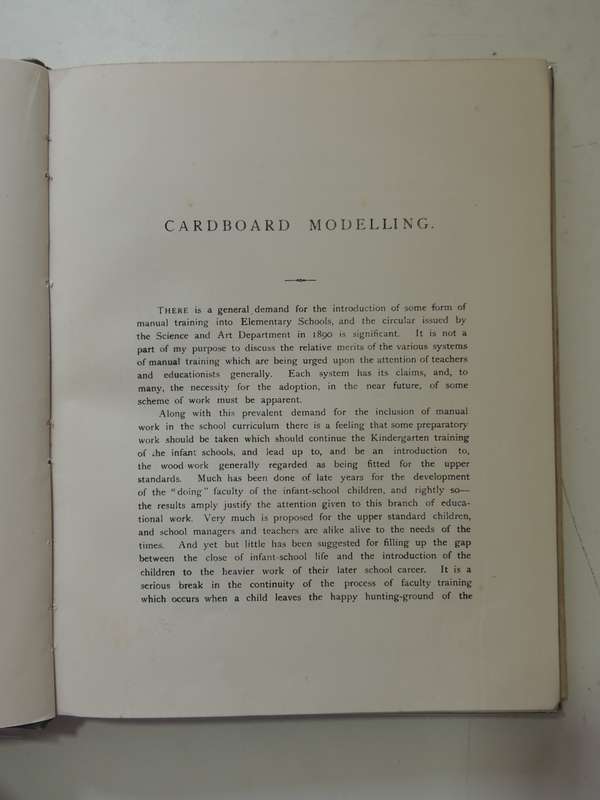 CARDBOARD MODELLING.
THERE is a general demand for the introduction of some form of
manual training into Elementary Schools, and the circular issued by
the Science and Art Department in 1890 is significant. It is not a
part of my purpose to discuss the relative merits of the various systems
of manual training which are being urged upon the attention of teachers
and educationists generally. Each system has its claims, and, to
many, the necessity for the adoption, in the near future, of some
scheme of work must be apparent.
Along with this prevalent demand for the inclusion of manual
work in the school curriculum there is a feeling that some preparatory
work should be taken which should continue the Kindergarten training
of the infant schools, and lead up to, and be an introduction to,
the wood work generally regarded as being fitted for the upper
standards. Much has been done of late years for the development
of the "doing" faculty of the infant-school children, and rightly so—
the results amply justify the attention given to this branch of educa-
tional work. Very much is proposed for the upper standard children,
and school managers and teachers are alike alive to the needs of the
times. And yet but little has been suggested for filling up the gap
between the close of infant-school life and the introduction of the
children to the heavier work of their later school career. It is a
serious break in the continuity of the process of faculty training
which occurs when a child leaves the happy hunting-ground of the